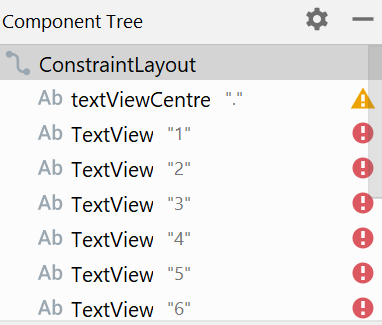 Component Tree
ConstraintLayout
Ab textViewCentre "."
Ab TextView "1"
Ab TextView "2"
Ab TextView "3"
Ab TextView "4"
Ab TextView "5"
Ab TextView "6"